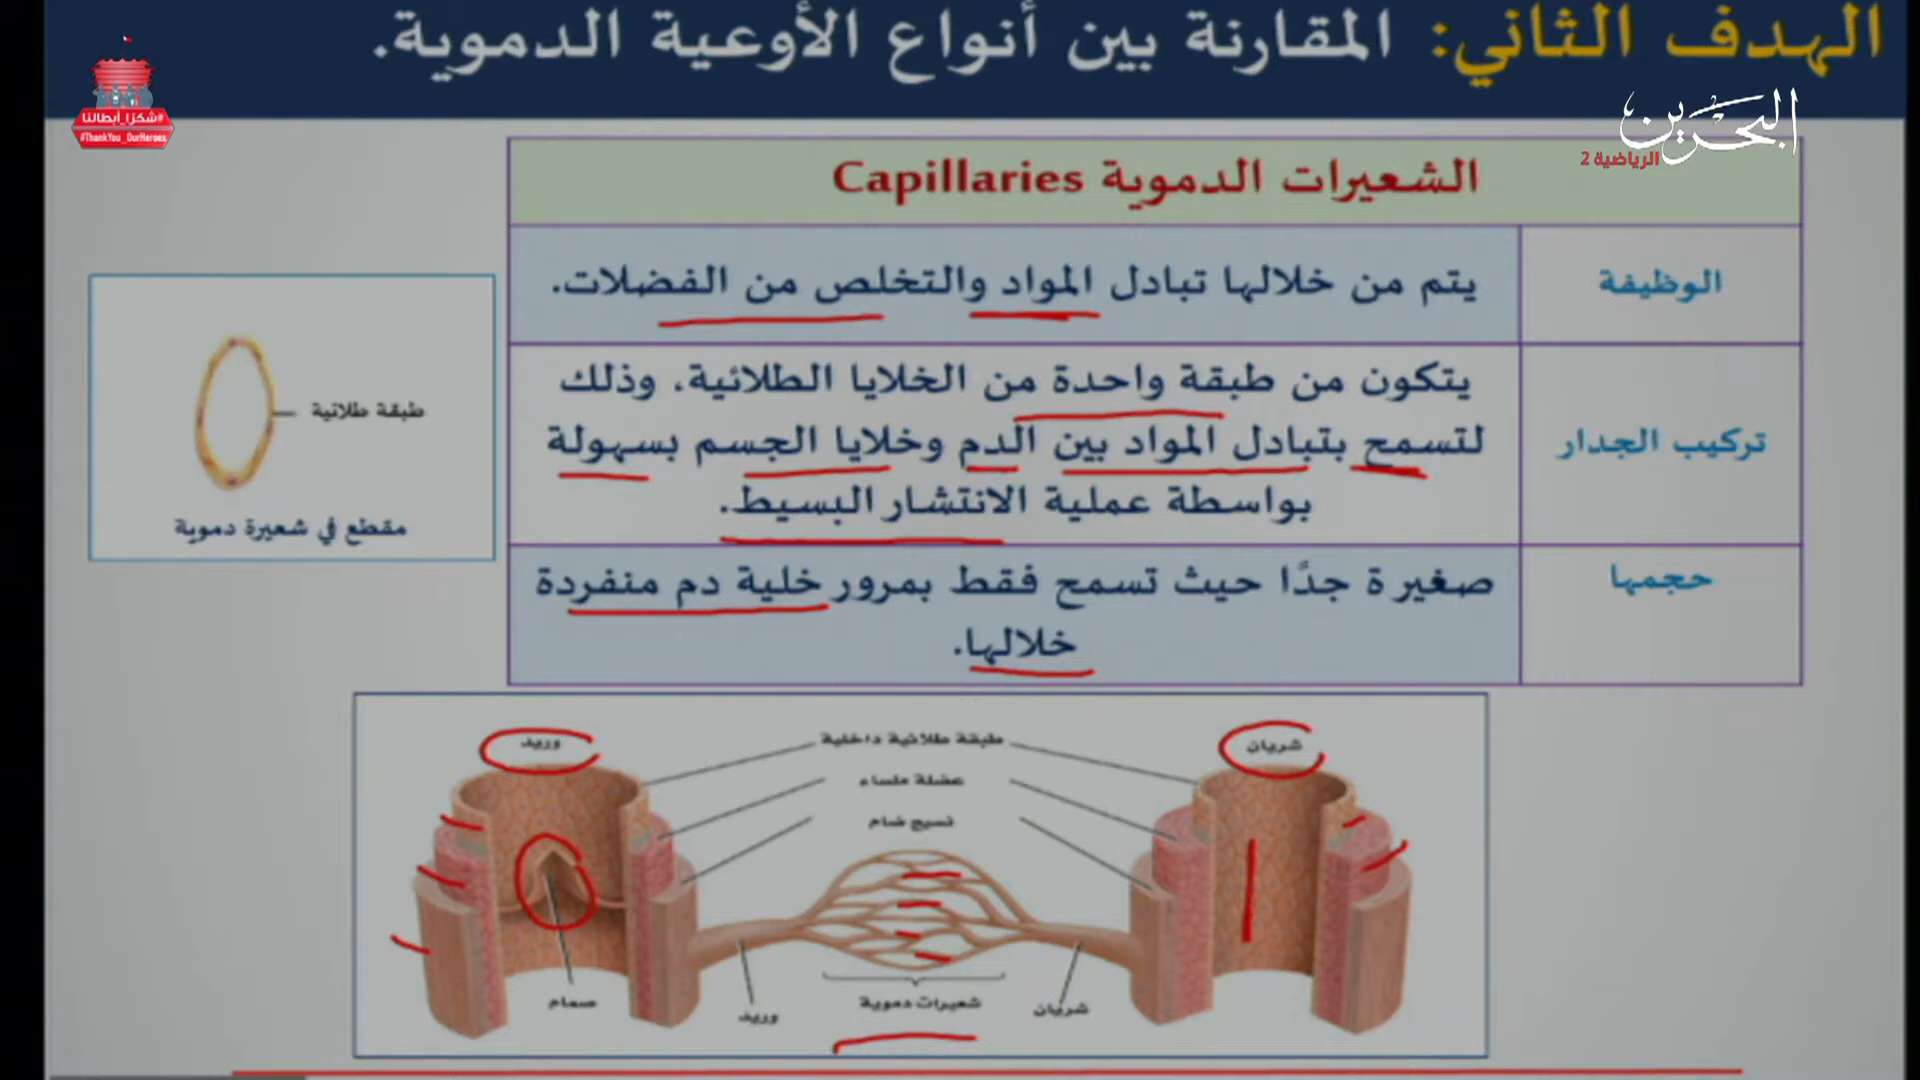 الهدف الثاني: المقارنة بين أنواع الأوعية الدموية.
#شكرا_أبطالنا
#ThankYou_OurHeroes
البحرين
الرياضية 2
الشعيرات الدموية Capillaries
الوظيفة
يتم من خلالها تبادل المواد والتخلص من الفضلات.
تركيب الجدار
يتكون من طبقة واحدة من الخلايا الطلائية. وذلك
لتسمح بتبادل المواد بين الدم وخلايا الجسم بسهولة
بواسطة عملية الانتشار البسيط.
حجمها
صغيرة جدًا حيث تسمح فقط بمرور خلية دم منفردة
خلالها.
طبقة طلائية
مقطع في شعيرة دموية
شريان
طبقة طلائية داخلية
وريد
عضلة ملساء
نسيج ضام
شريان
شعيرات دموية
وريد
صمام